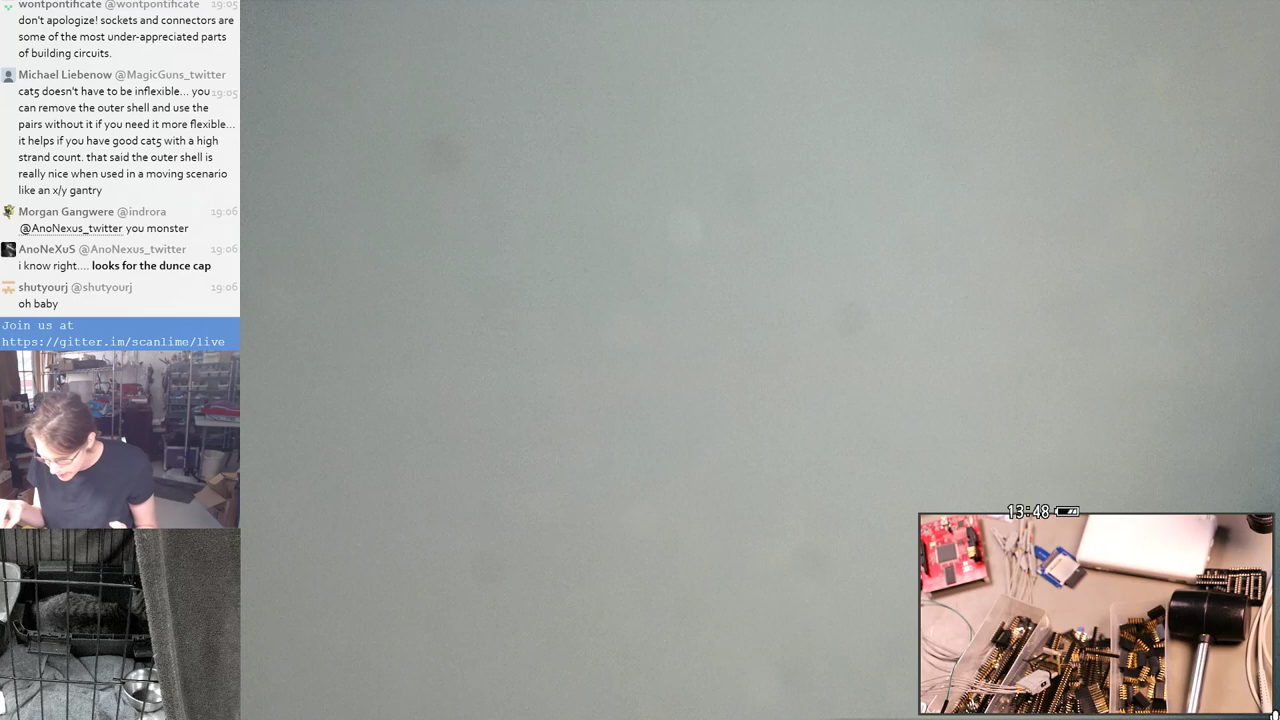 wontpontificate @wontpontificate 19:05
don't apologize! sockets and connectors are
some of the most under-appreciated parts
of building circuits.
Michael Liebenow @MagicGuns_twitter
cat5 doesn't have to be inflexible... you 19:05
can remove the outer shell and use the
pairs without it if you need it more flexible...
it helps if you have good cat5 with a high
strand count. that said the outer shell is
really nice when used in a moving scenario
like an x/y gantry
Morgan Gangwere @indrora 19:06
@AnoNexus_twitter you monster
AnoNeXuS @AnoNexus_twitter 19:06
i know right.... looks for the dunce cap
shutyourj @shutyourj 19:06
oh baby
Join us at
https://gitter.im/scanlime/live
13:48